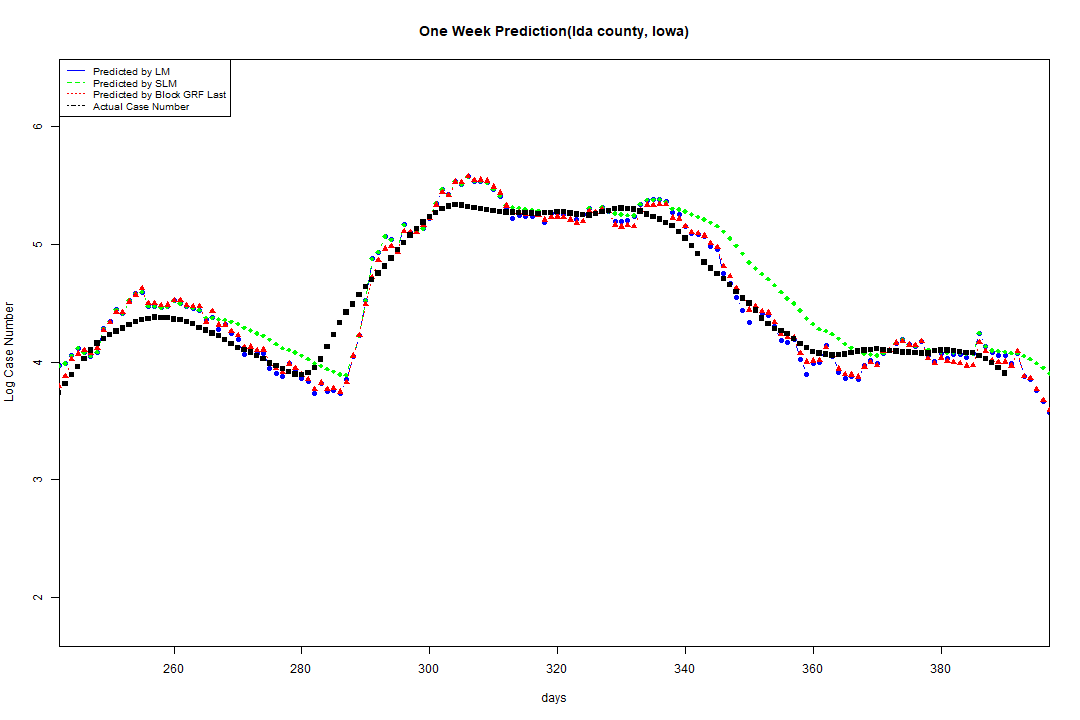 One Week Prediction(Ida county, Iowa)
Predicted by LM
Predicted by SLM
Predicted by Block GRF Last
Actual Case Number
6
5
4
3
2
Log Case Number
260 280 300 320 340 360 380
days